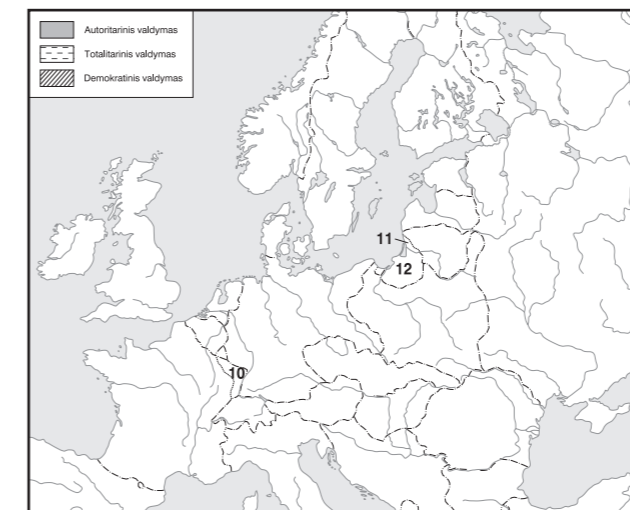 Autoritarinis valdymas
Totalitarinis valdymas
Demokratinis valdymas
11
12
10